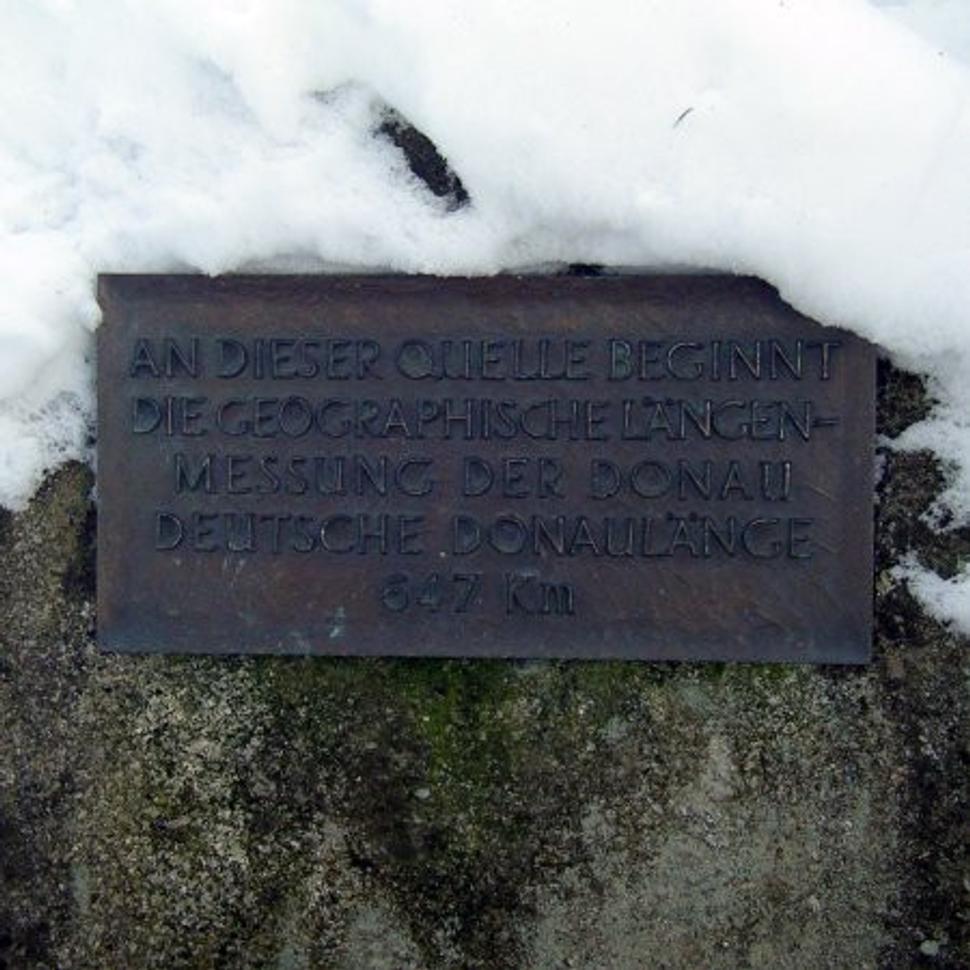 AN DIESER QUELLE BEGINNT
DIE GEOGRAPHISCHE LÄNGEN-
MESSUNG DER DONAU
DEUTSCHE DONAULÄNGE
647 Km